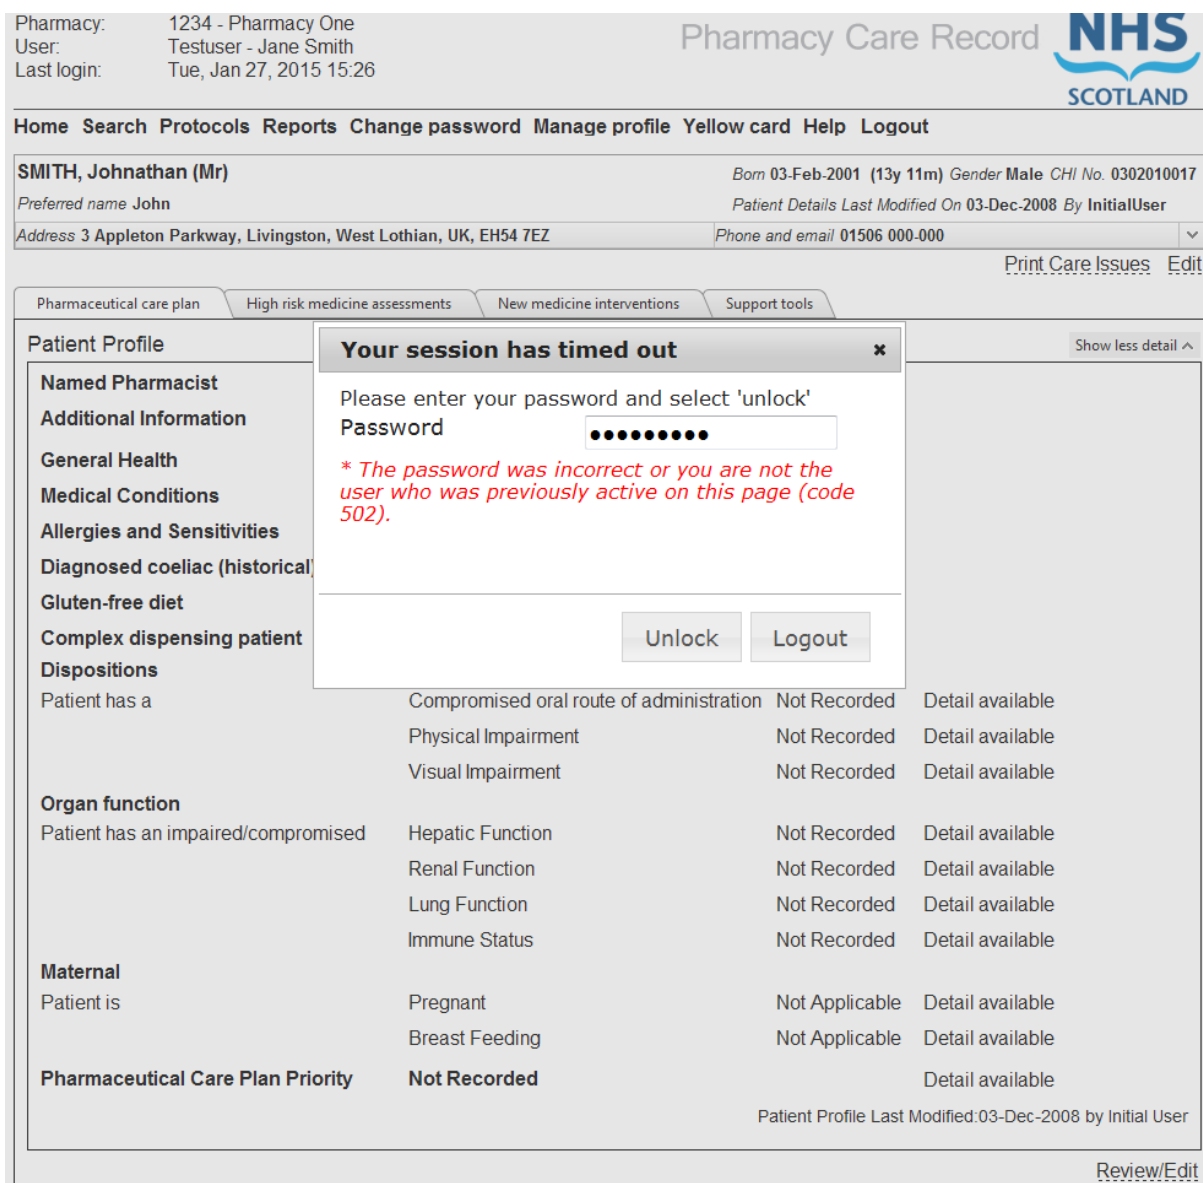 Pharmacy: 1234 - Pharmacy One
User: Testuser - Jane Smith
Last login: Tue, Jan 27, 2015 15:26
Pharmacy Care Record
NHS
SCOTLAND
Home Search Protocols Reports Change password Manage profile Yellow card Help Logout
SMITH, Johnathan (Mr) Born 03-Feb-2001 (13y 11m) Gender Male CHI No. 0302010017
Preferred name John Patient Details Last Modified On 03-Dec-2008 By InitialUser
Address 3 Appleton Parkway, Livingston, West Lothian, UK, EH54 7EZ Phone and email 01506 000-000
Print Care Issues Edit
Pharmaceutical care plan High risk medicine assessments New medicine interventions Support tools
Patient Profile Show less detail
Named Pharmacist
Additional Information
General Health
Medical Conditions
Allergies and Sensitivities
Diagnosed coeliac (historical)
Gluten-free diet
Complex dispensing patient
Your session has timed out
Please enter your password and select 'unlock'
Password •••••••••
* The password was incorrect or you are not the
user who was previously active on this page (code
502).
Unlock Logout
Dispositions
Patient has a Compromised oral route of administration Not Recorded Detail available
Physical Impairment Not Recorded Detail available
Visual Impairment Not Recorded Detail available
Organ function
Patient has an impaired/compromised Hepatic Function Not Recorded Detail available
Renal Function Not Recorded Detail available
Lung Function Not Recorded Detail available
Immune Status Not Recorded Detail available
Maternal
Patient is Pregnant Not Applicable Detail available
Breast Feeding Not Applicable Detail available
Pharmaceutical Care Plan Priority Not Recorded Detail available
Patient Profile Last Modified:03-Dec-2008 by Initial User
Review/Edit